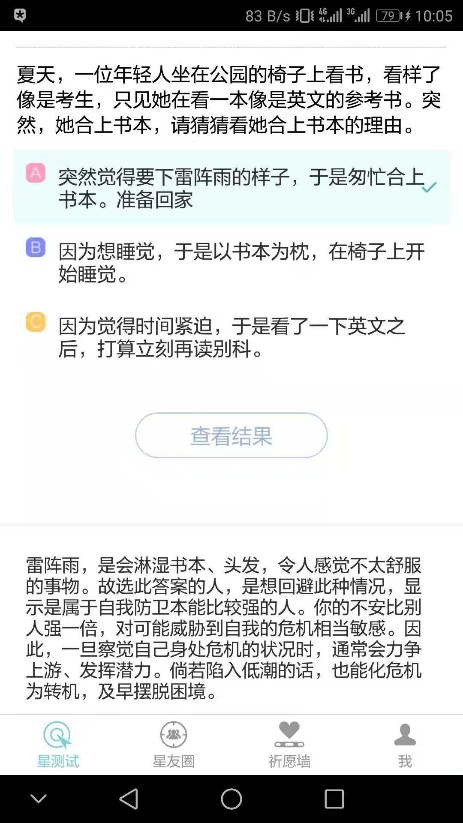 83 B/s 4G 3G 79 10:05
夏天，一位年轻人坐在公园的椅子上看书，看样了
像是考生，只见她在看一本像是英文的参考书。突
然，她合上书本，请猜猜看她合上书本的理由。
A 突然觉得要下雷阵雨的样子，于是匆忙合上
书本。准备回家
B 因为想睡觉，于是以书本为枕，在椅子上开
始睡觉。
C 因为觉得时间紧迫，于是看了一下英文之
后，打算立刻再读别科。
查看结果
雷阵雨，是会淋湿书本、头发，令人感觉不太舒服
的事物。故选此答案的人，是想回避此种情况，显
示是属于自我防卫本能比较强的人。你的不安比别
人强一倍，对可能威胁到自我的危机相当敏感。因
此，一旦察觉自己身处危机的状况时，通常会力争
上游、发挥潜力。倘若陷入低潮的话，也能化危机
为转机，及早摆脱困境。
星测试 星友圈 祈愿墙 我